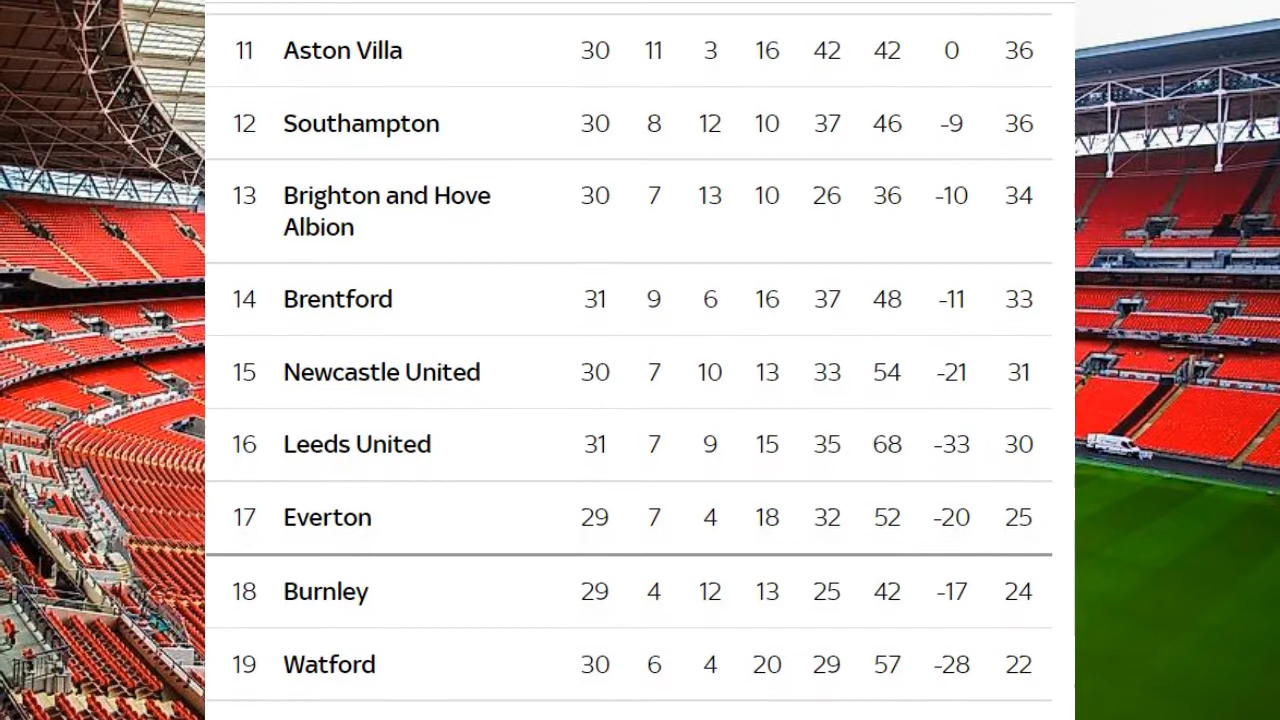 11 Aston Villa 30 11 3 16 42 42 0 36
12 Southampton 30 8 12 10 37 46 -9 36
13 Brighton and Hove 30 7 13 10 26 36 -10 34
Albion
14 Brentford 31 9 6 16 37 48 -11 33
15 Newcastle United 30 7 10 13 33 54 -21 31
16 Leeds United 31 7 9 15 35 68 -33 30
17 Everton 29 7 4 18 32 52 -20 25
18 Burnley 29 4 12 13 25 42 -17 24
19 Watford 30 6 4 20 29 57 -28 22